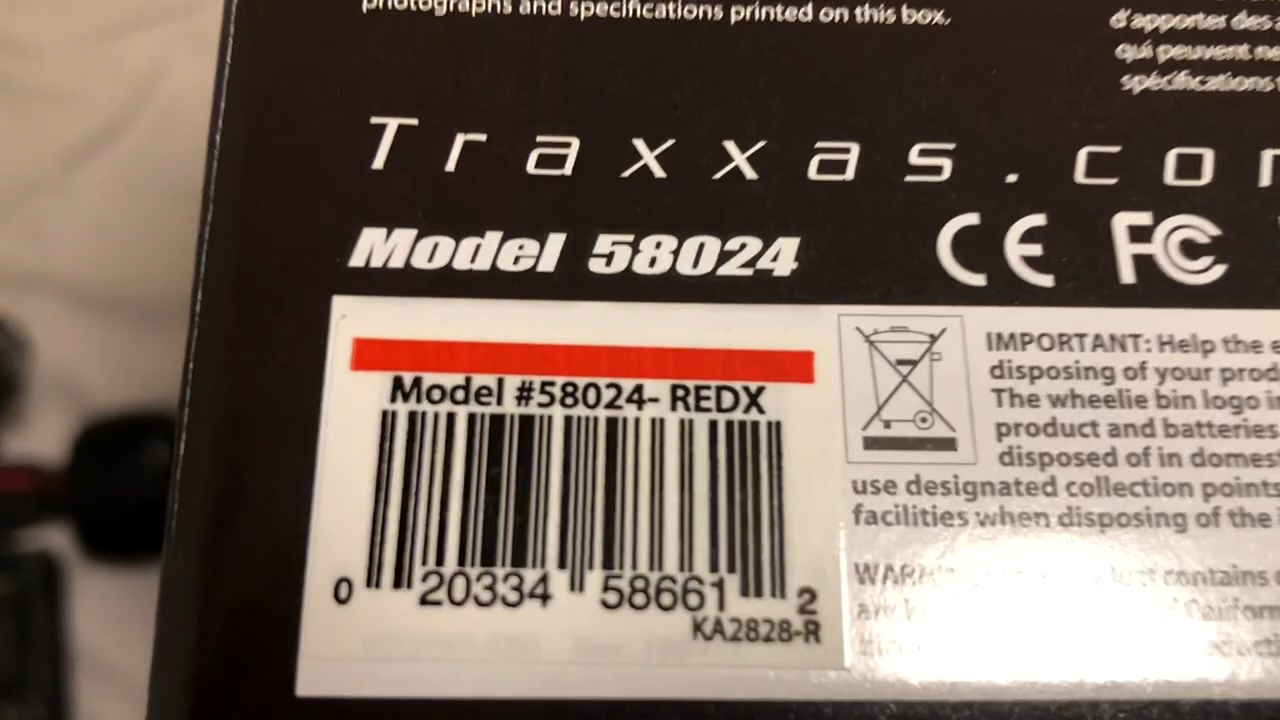 photographs and specifications printed on this box.
d'apporter des
qui peuvent ne
spécifications
Traxxas.co
Model 58024
CE FC
Model #58024- REDX
0 20334 58661 2
KA2828-R
IMPORTANT: Help the
disposing of your prod
The wheelie bin logo
product and batteries
disposed of in domes
use designated collection points
facilities when disposing of the
contains